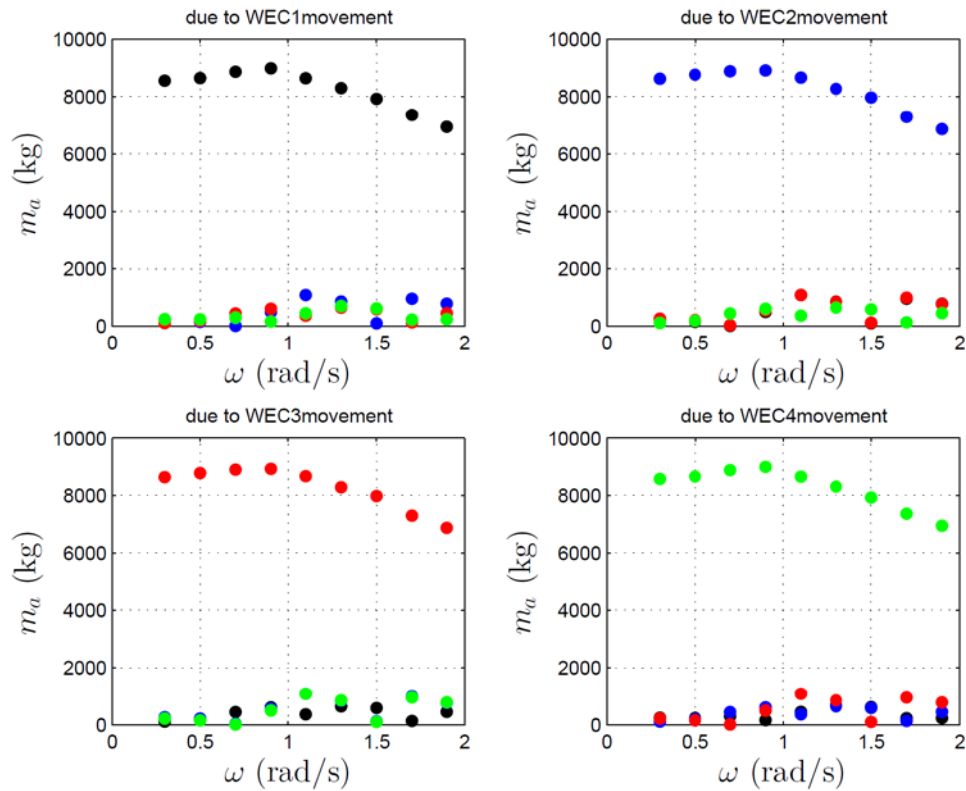 due to WEC1movement
10000
8000
6000
4000
2000
0
m_a (kg)
0 0.5 1 1.5 2
ω (rad/s)
due to WEC2movement
10000
8000
6000
4000
2000
0
m_a (kg)
0 0.5 1 1.5 2
ω (rad/s)
due to WEC3movement
10000
8000
6000
4000
2000
0
m_a (kg)
0 0.5 1 1.5 2
ω (rad/s)
due to WEC4movement
10000
8000
6000
4000
2000
0
m_a (kg)
0 0.5 1 1.5 2
ω (rad/s)